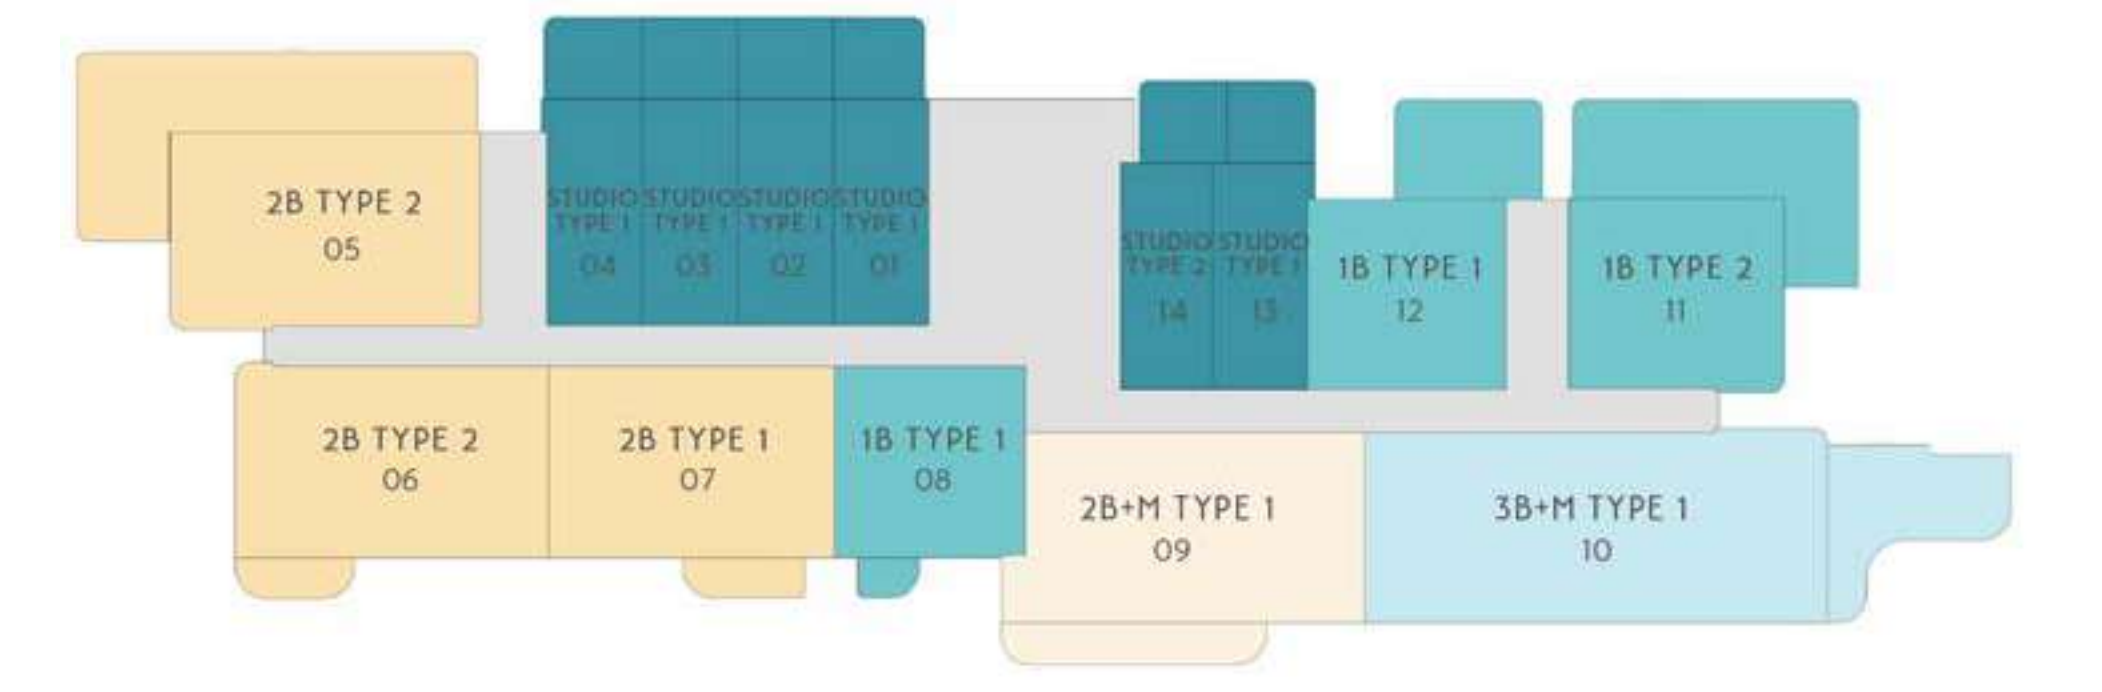 2B TYPE 2
05
STUDIO
TYPE 1
04
STUDIO
TYPE 1
03
STUDIO
TYPE 1
02
STUDIO
TYPE 1
01
STUDIO
TYPE 2
14
STUDIO
TYPE 1
13
1B TYPE 1
12
1B TYPE 2
11
2B TYPE 2
06
2B TYPE 1
07
1B TYPE 1
08
2B+M TYPE 1
09
3B+M TYPE 1
10